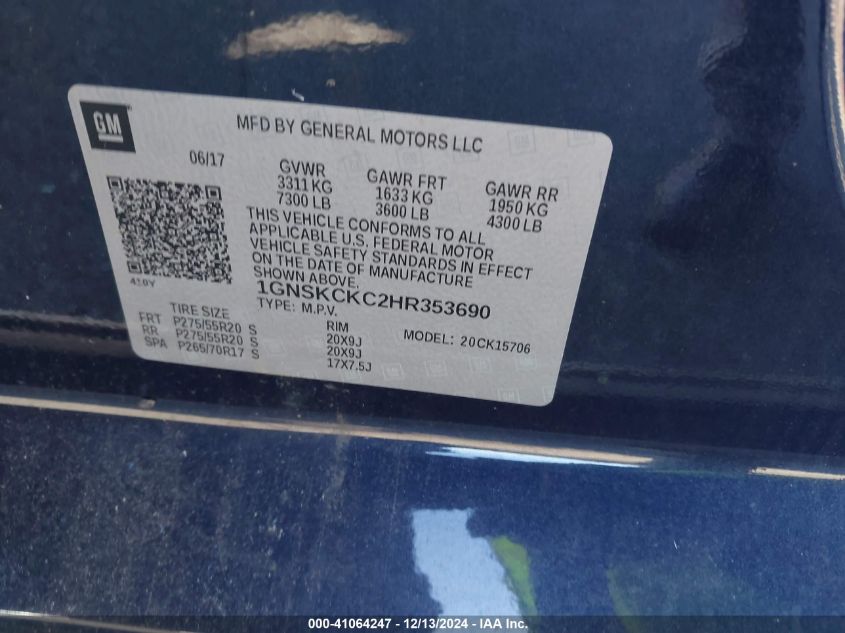 GM
MFD BY GENERAL MOTORS LLC
06/17
GVWR
3311 KG
7300 LB
GAWR FRT
1633 KG
3600 LB
GAWR RR
1950 KG
4300 LB
THIS VEHICLE CONFORMS TO ALL
APPLICABLE U.S. FEDERAL MOTOR
VEHICLE SAFETY STANDARDS IN EFFECT
ON THE DATE OF MANUFACTURE
SHOWN ABOVE.
410Y
1GNSKCKC2HR353690
TYPE: M.P.V.
MODEL: 20CK15706
TIRE SIZE RIM
FRT P275/55R20 S 20X9J
RR P275/55R20 S 20X9J
SPA P265/70R17 S 17X7.5J
000-41064247 - 12/13/2024 - IAA Inc.